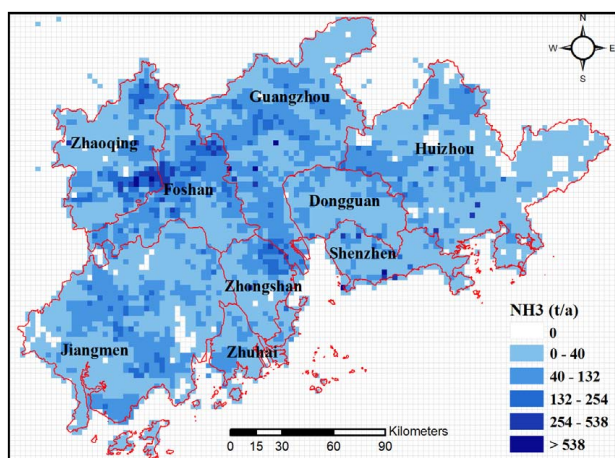 N
W E
S
Guangzhou
Zhaoqing
Huizhou
Foshan
Dongguan
Shenzhen
Zhongshan
Jiangmen
Zhuhai
NH3 (t/a)
0
0 - 40
40 - 132
132 - 254
254 - 538
> 538
Kilometers
0 15 30 60 90